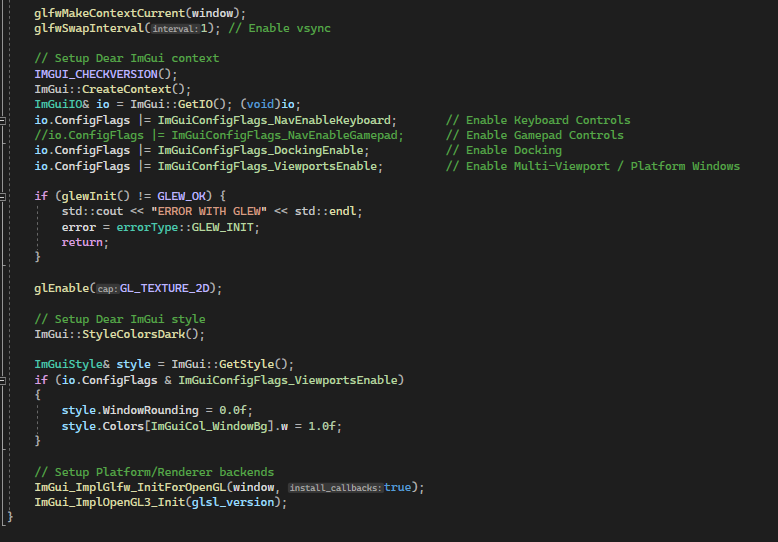 glfwMakeContextCurrent(window);
glfwSwapInterval(interval:1); // Enable vsync
// Setup Dear ImGui context
IMGUI_CHECKVERSION();
ImGui::CreateContext();
ImGuiIO& io = ImGui::GetIO(); (void)io;
io.ConfigFlags |= ImGuiConfigFlags_NavEnableKeyboard; // Enable Keyboard Controls
//io.ConfigFlags |= ImGuiConfigFlags_NavEnableGamepad; // Enable Gamepad Controls
io.ConfigFlags |= ImGuiConfigFlags_DockingEnable; // Enable Docking
io.ConfigFlags |= ImGuiConfigFlags_ViewportsEnable; // Enable Multi-Viewport / Platform Windows
if (glewInit() != GLEW_OK) {
std::cout << "ERROR WITH GLEW" << std::endl;
error = errorType::GLEW_INIT;
return;
}
glEnable(cap:GL_TEXTURE_2D);
// Setup Dear ImGui style
ImGui::StyleColorsDark();
ImGuiStyle& style = ImGui::GetStyle();
if (io.ConfigFlags & ImGuiConfigFlags_ViewportsEnable)
{
style.WindowRounding = 0.0f;
style.Colors[ImGuiCol_WindowBg].w = 1.0f;
}
// Setup Platform/Renderer backends
ImGui_ImplGlfw_InitForOpenGL(window, install_callbacks:true);
ImGui_ImplOpenGL3_Init(glsl_version);
}